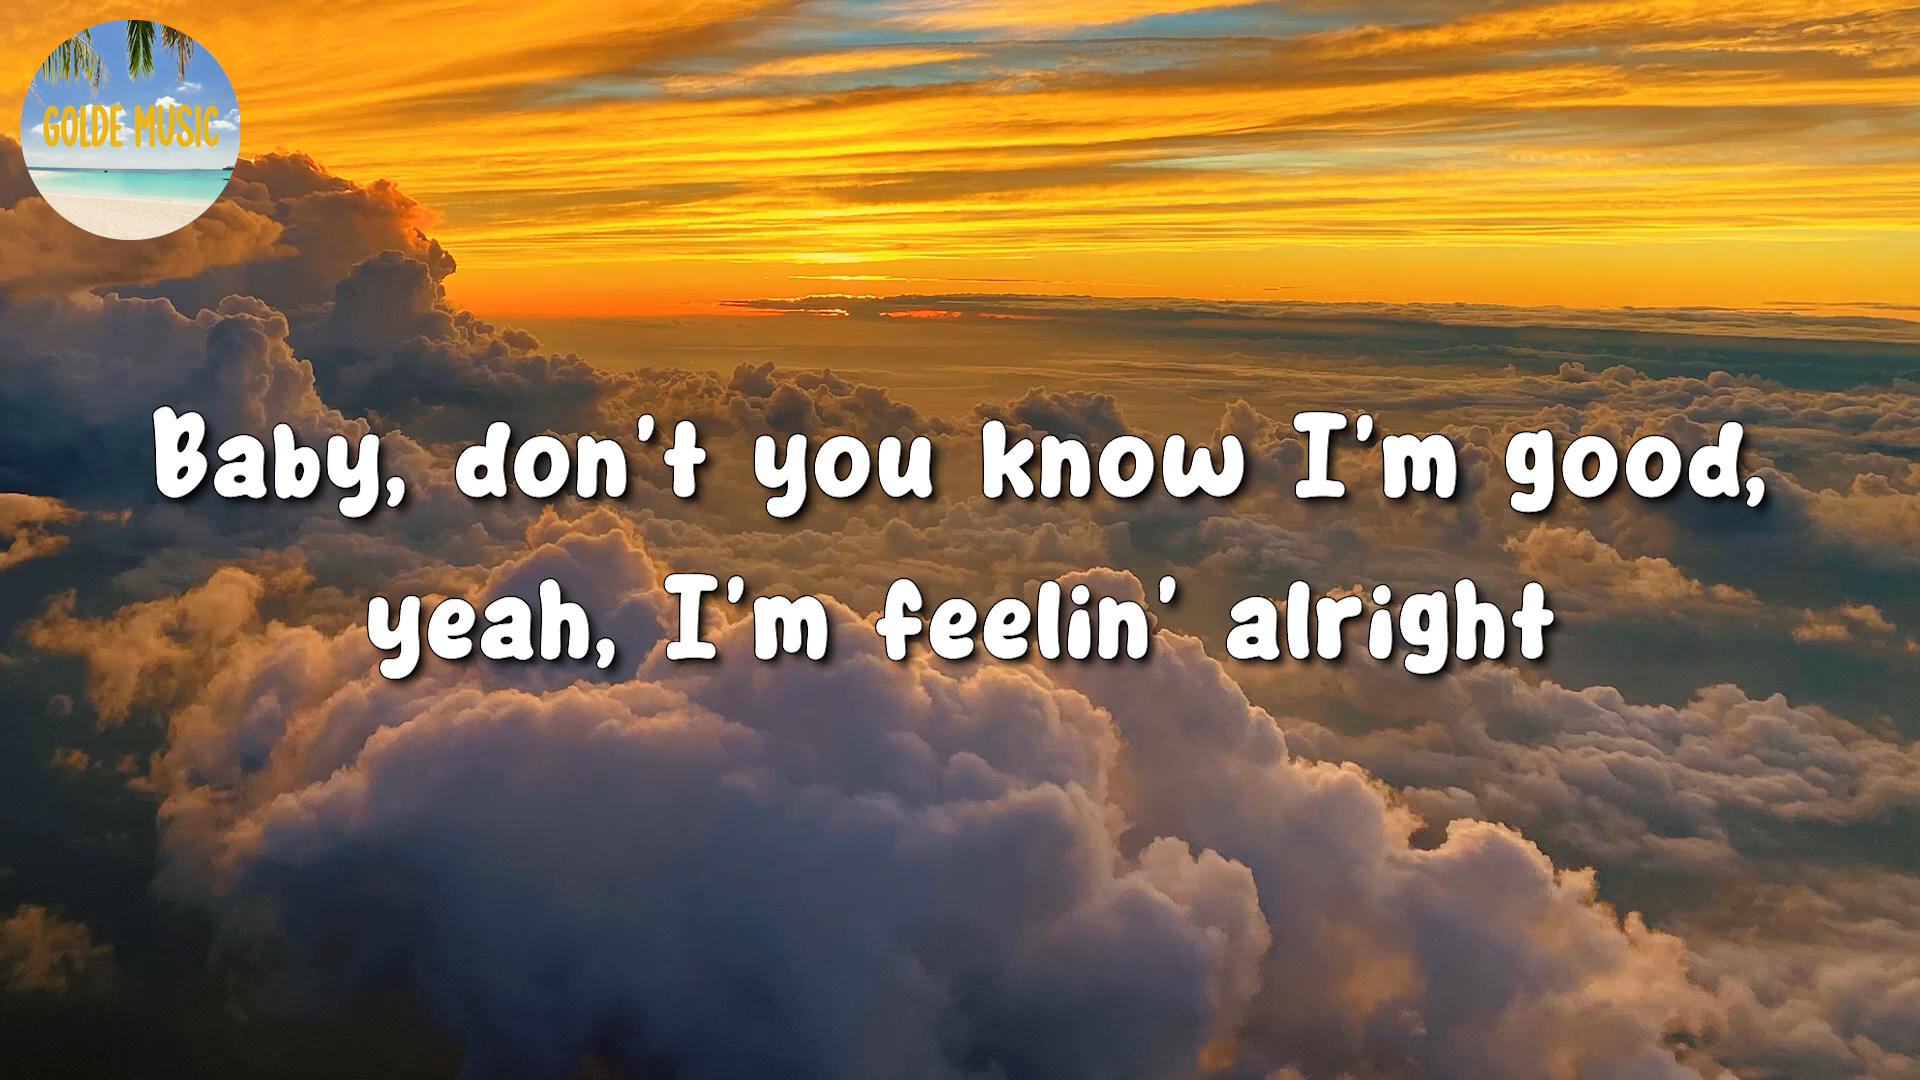 GOLDE MUSIC
Baby, don't you know I'm good,
yeah, I'm feelin' alright